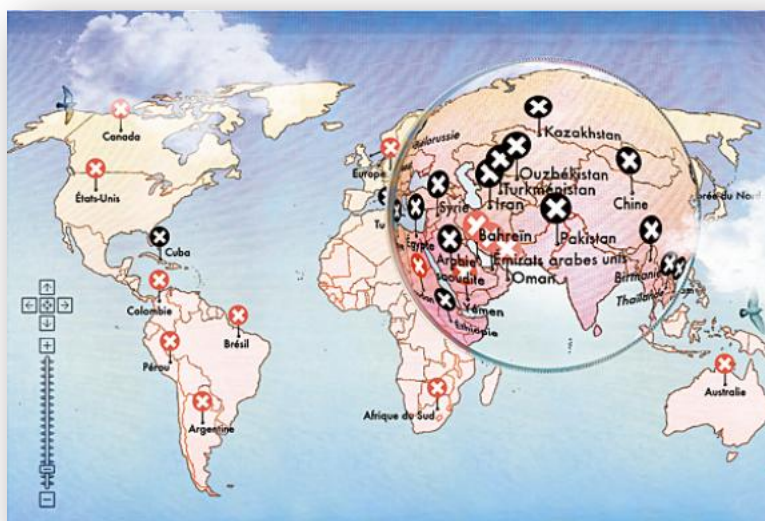 Canada
États-Unis
Cuba
Colombie
Brésil
Pérou
Argentine
Europe
Biélorussie
Kazakhstan
Ouzbékistan
Turkménistan
Iran
Syrie
Chine
Bahreïn
Pakistan
Égypte
Arabie
saoudite
Émirats arabes unis
Oman
Yémen
Éthiopie
Birmanie
Thaïlande
Afrique du Sud
Australie